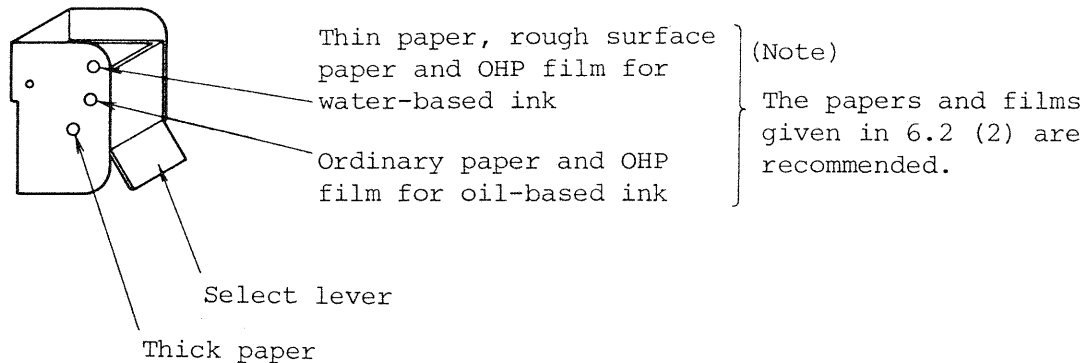 Thin paper, rough surface
paper and OHP film for
water-based ink
Ordinary paper and OHP
film for oil-based ink
(Note)
The papers and films
given in 6.2 (2) are
recommended.
Select lever
Thick paper